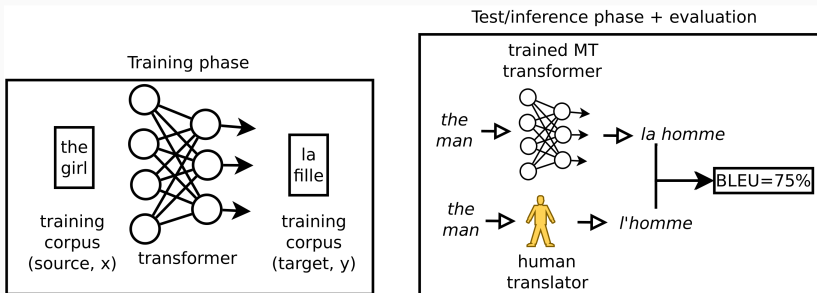 Training phase
the
girl
training
corpus
(source, x)
transformer
la
fille
training
corpus
(target, y)
Test/inference phase + evaluation
trained MT
transformer
the
man
la homme
BLEU=75%
the
man
l'homme
human
translator